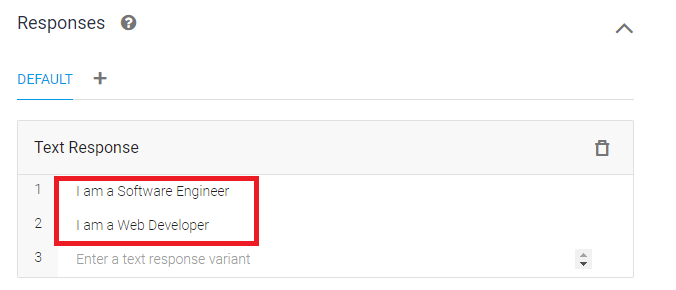 Responses ?
DEFAULT +
Text Response
1 I am a Software Engineer
2 I am a Web Developer
3 Enter a text response variant